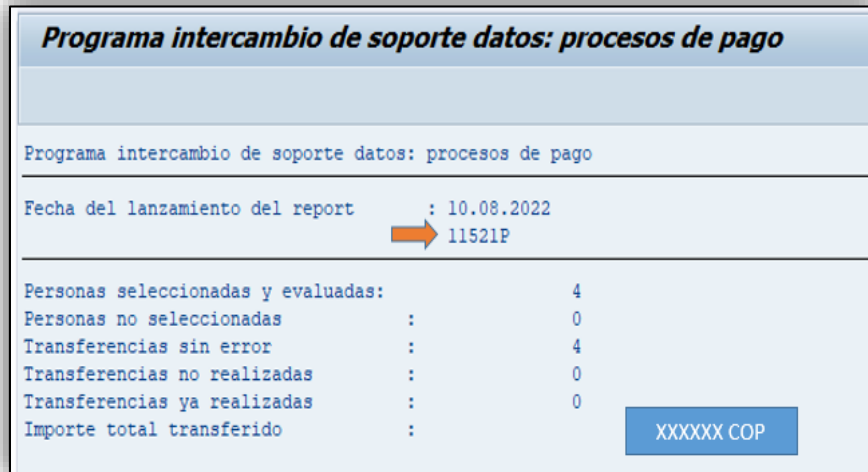 Programa intercambio de soporte datos: procesos de pago
Programa intercambio de soporte datos: procesos de pago
Fecha del lanzamiento del report : 10.08.2022
11521P
Personas seleccionadas y evaluadas: 4
Personas no seleccionadas : 0
Transferencias sin error : 4
Transferencias no realizadas : 0
Transferencias ya realizadas : 0
Importe total transferido : XXXXXX COP